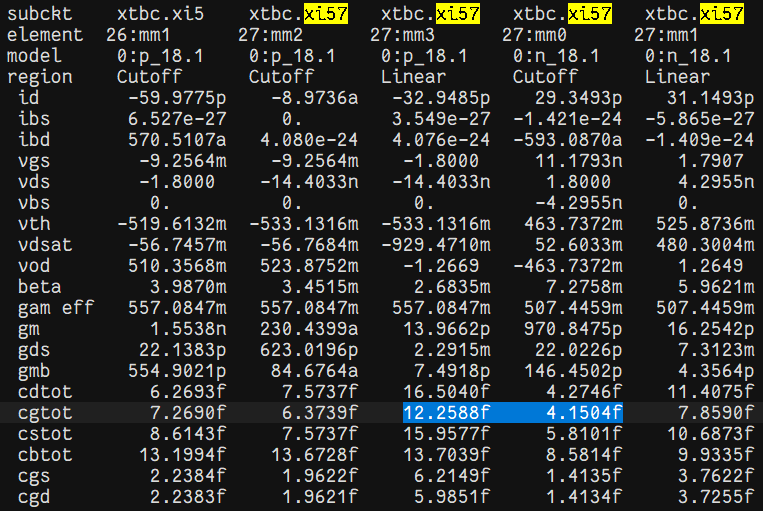 subckt xtbc.xi5 xtbc.xi57 xtbc.xi57 xtbc.xi57 xtbc.xi57
element 26:mm1 27:mm2 27:mm3 27:mm0 27:mm1
model 0:p_18.1 0:p_18.1 0:p_18.1 0:n_18.1 0:n_18.1
region Cutoff Cutoff Linear Cutoff Linear
id -59.9775p -8.9736a -32.9485p 29.3493p 31.1493p
ibs 6.527e-27 0. 3.549e-27 -1.421e-24 -5.865e-27
ibd 570.5107a 4.080e-24 4.076e-24 -593.0870a -1.409e-24
vgs -9.2564m -9.2564m -1.8000 11.1793n 1.7907
vds -1.8000 -14.4033n -14.4033n 1.8000 4.2955n
vbs 0. 0. 0. -4.2955n 0.
vth -519.6132m -533.1316m -533.1316m 463.7372m 525.8736m
vdsat -56.7457m -56.7684m -929.4710m 52.6033m 480.3004m
vod 510.3568m 523.8752m -1.2669 -463.7372m 1.2649
beta 3.9870m 3.4515m 2.6835m 7.2758m 5.9621m
gam eff 557.0847m 557.0847m 557.0847m 507.4459m 507.4459m
gm 1.5538n 230.4399a 13.9662p 970.8475p 16.2542p
gds 22.1383p 623.0196p 2.2915m 22.0226p 7.3123m
gmb 554.9021p 84.6764a 7.4918p 146.4502p 4.3564p
cdtot 6.2693f 7.5737f 16.5040f 4.2746f 11.4075f
cgtot 7.2690f 6.3739f 12.2588f 4.1504f 7.8590f
cstot 8.6143f 7.5737f 15.9577f 5.8101f 10.6873f
cbtot 13.1994f 13.6728f 13.7039f 8.5814f 9.9335f
cgs 2.2384f 1.9622f 6.2149f 1.4135f 3.7622f
cgd 2.2383f 1.9621f 5.9851f 1.4134f 3.7255f